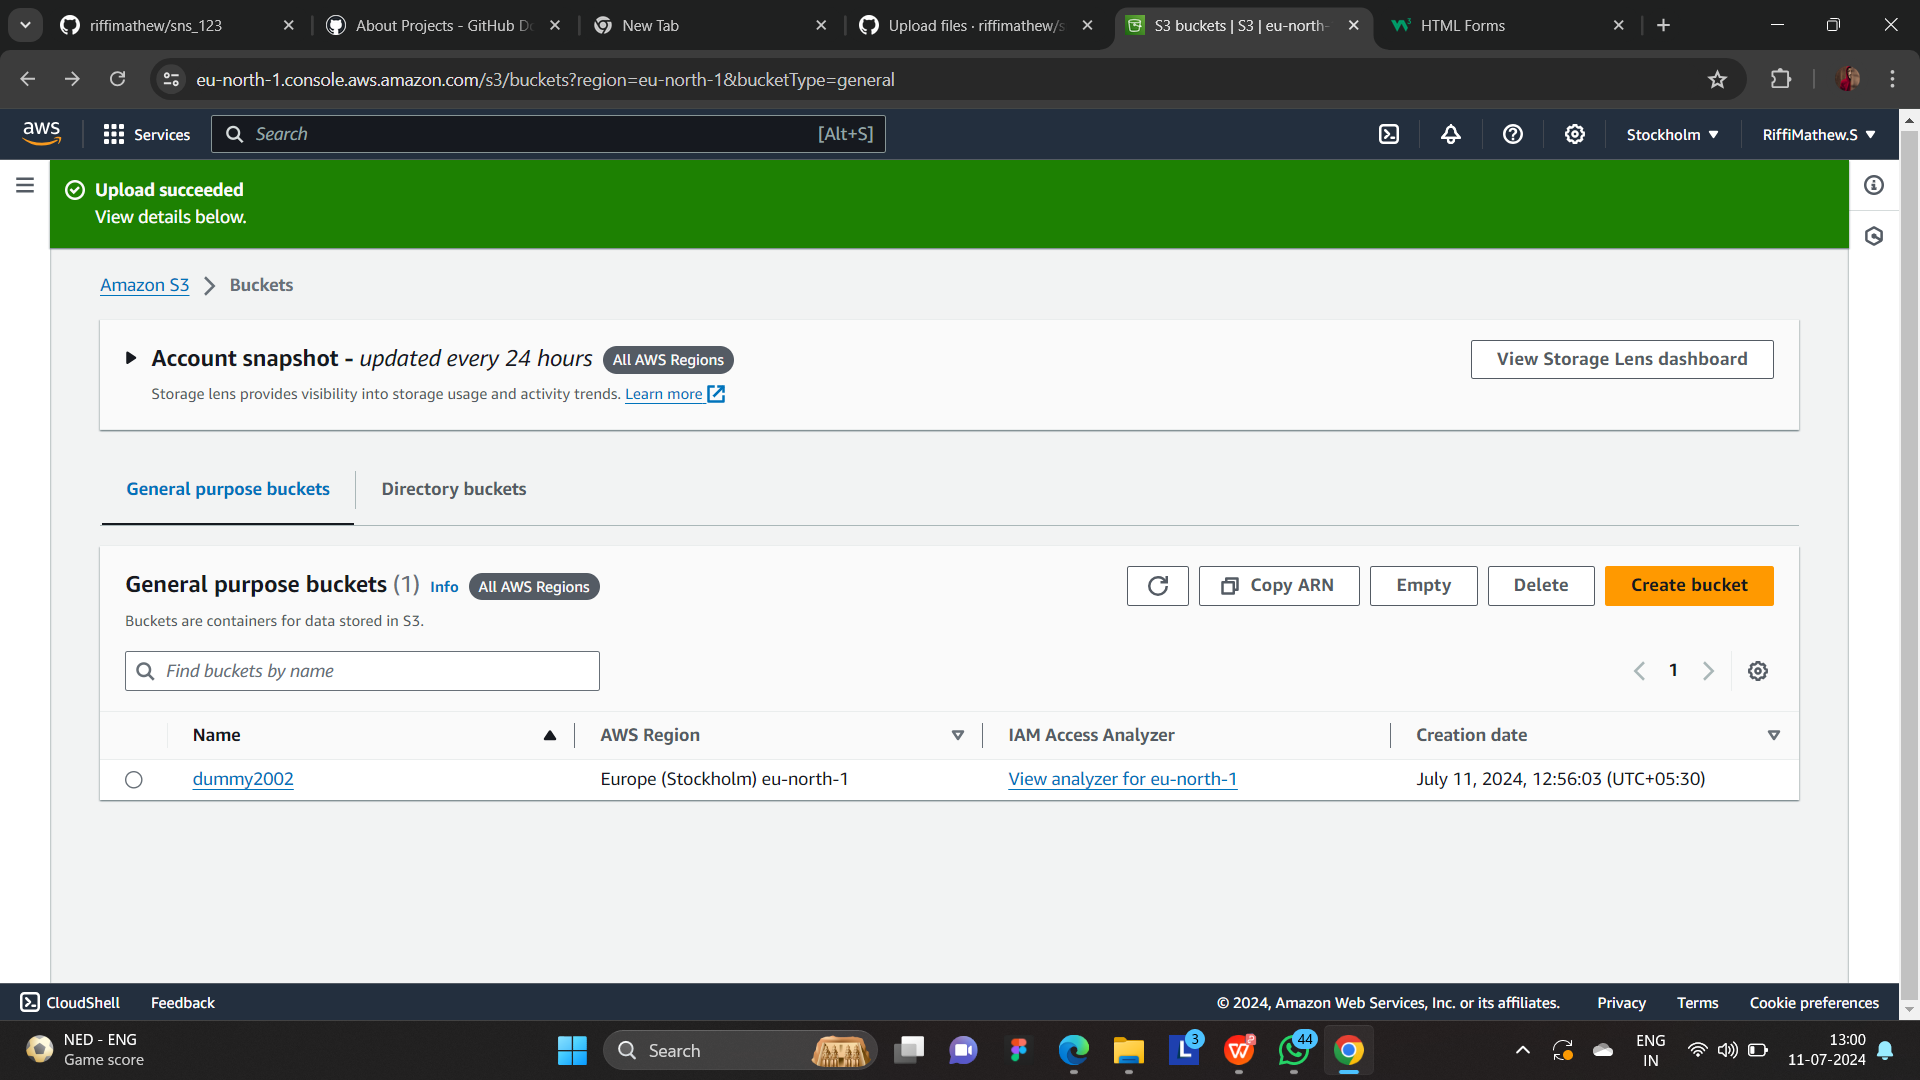 riffimathew/sns_123
About Projects - GitHub Do
New Tab
Upload files · riffimathew/s
S3 buckets | S3 | eu-north-
HTML Forms
eu-north-1.console.aws.amazon.com/s3/buckets?region=eu-north-1&bucketType=general
aws
Services
Search
[Alt+S]
Stockholm
RiffiMathew.S
Upload succeeded
View details below.
Amazon S3
Buckets
Account snapshot - updated every 24 hours All AWS Regions
View Storage Lens dashboard
Storage lens provides visibility into storage usage and activity trends. Learn more
General purpose buckets
Directory buckets
General purpose buckets (1) Info All AWS Regions
Copy ARN
Empty
Delete
Create bucket
Buckets are containers for data stored in S3.
Find buckets by name
1
Name
AWS Region
IAM Access Analyzer
Creation date
dummy2002
Europe (Stockholm) eu-north-1
View analyzer for eu-north-1
July 11, 2024, 12:56:03 (UTC+05:30)
CloudShell
Feedback
© 2024, Amazon Web Services, Inc. or its affiliates.
Privacy
Terms
Cookie preferences
NED - ENG
Game score
Search
L
3
W
44
ENG
IN
13:00
11-07-2024